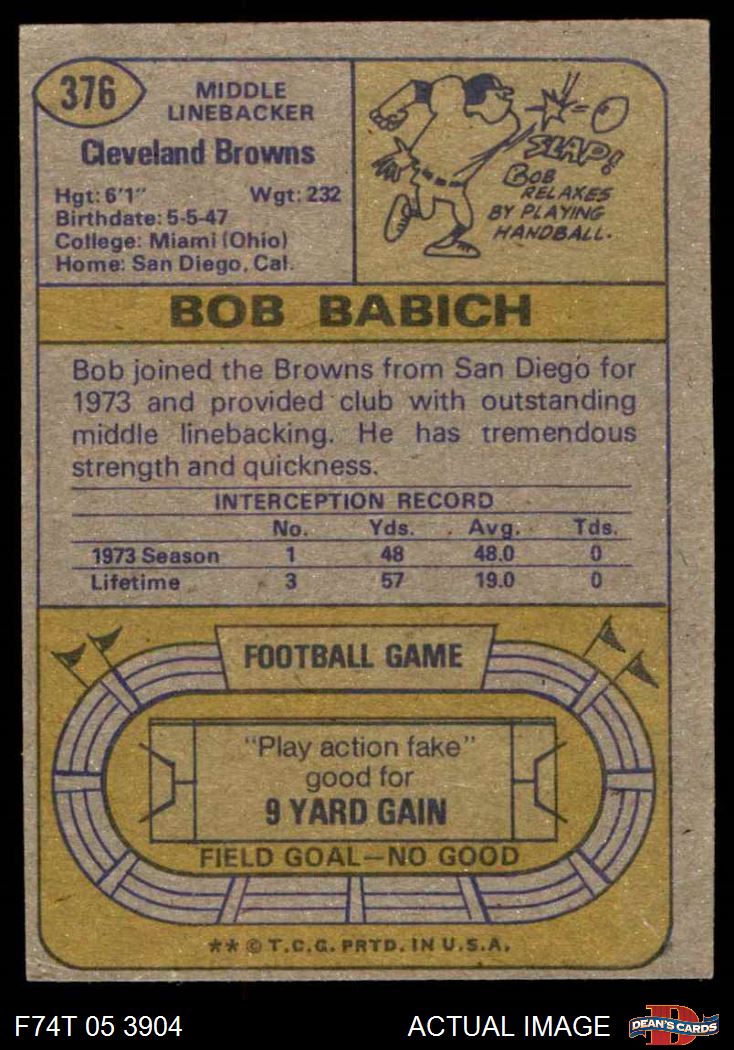 376
MIDDLE
LINEBACKER
Cleveland Browns
Hgt: 6'1" Wgt: 232
Birthdate: 5-5-47
College: Miami (Ohio)
Home: San Diego, Cal.
SLAP!
BOB
RELAXES
BY PLAYING
HANDBALL.
BOB BABICH
Bob joined the Browns from San Diego for
1973 and provided club with outstanding
middle linebacking. He has tremendous
strength and quickness.
INTERCEPTION RECORD
No. Yds. Avg. Tds.
1973 Season 1 48 48.0 0
Lifetime 3 57 19.0 0
FOOTBALL GAME
"Play action fake"
good for
9 YARD GAIN
FIELD GOAL—NO GOOD
** © T.C.G. PRTD. IN U.S.A.
F74T 05 3904 ACTUAL IMAGE
D
DEAN'S CARDS